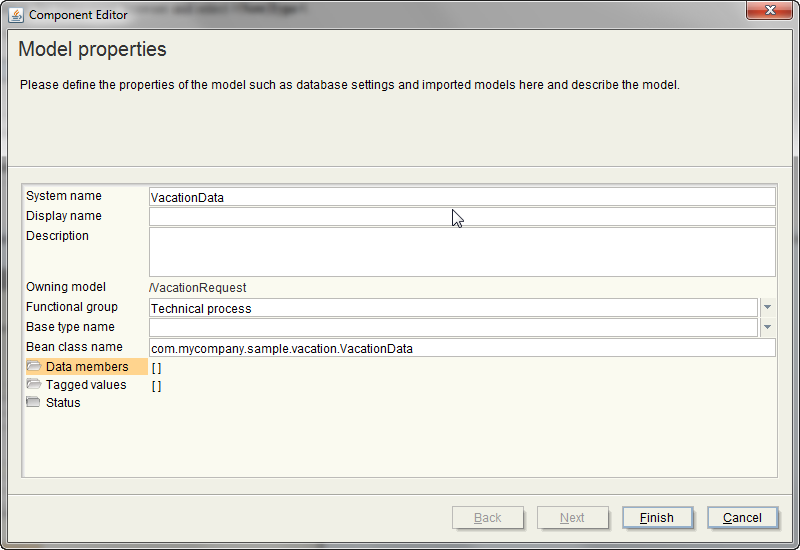 Component Editor
Model properties
Please define the properties of the model such as database settings and imported models here and describe the model.
System name VacationData
Display name
Description
Owning model /VacationRequest
Functional group Technical process
Base type name
Bean class name com.mycompany.sample.vacation.VacationData
Data members [ ]
Tagged values [ ]
Status
Back Next Finish Cancel